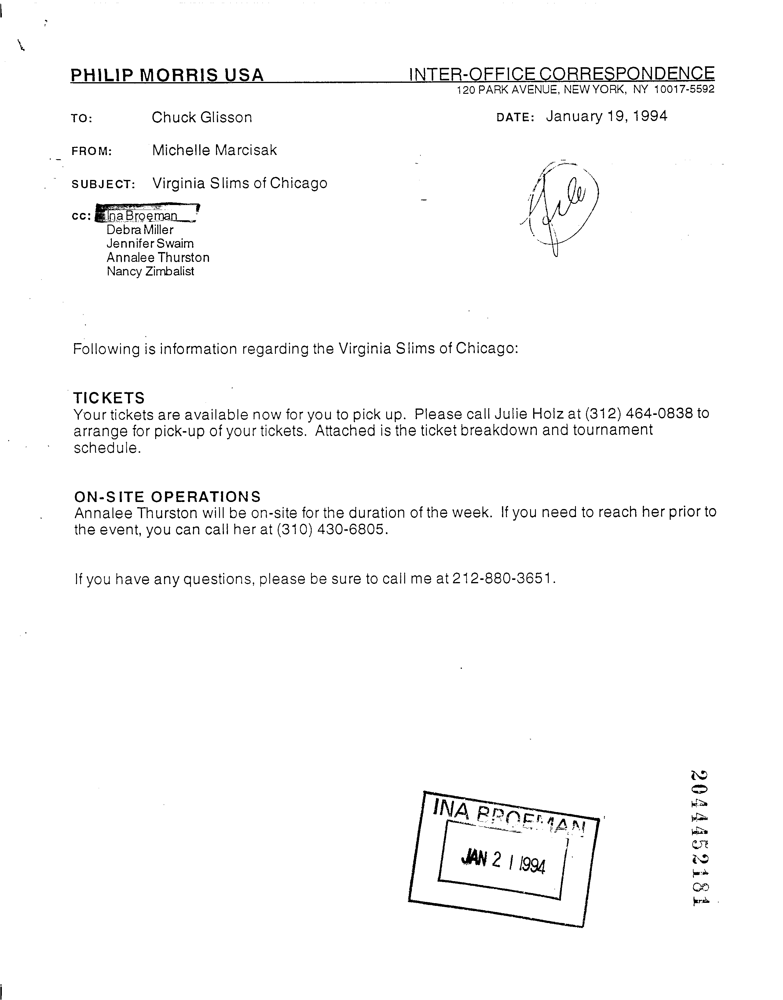 PHILIP MORRIS USA
INTER-OFFICE CORRESPONDENCE
120 PARK AVENUE, NEW YORK, NY 10017-5592
TO: Chuck Glisson
DATE: January 19, 1994
FROM: Michelle Marcisak
SUBJECT: Virginia Slims of Chicago
file
cc: Ina Broeman
Debra Miller
Jennifer Swaim
Annalee Thurston
Nancy Zimbalist
Following is information regarding the Virginia Slims of Chicago:
TICKETS
Your tickets are available now for you to pick up. Please call Julie Holz at (312) 464-0838 to
arrange for pick-up of your tickets. Attached is the ticket breakdown and tournament
schedule.
ON-SITE OPERATIONS
Annalee Thurston will be on-site for the duration of the week. If you need to reach her prior to
the event, you can call her at (310) 430-6805.
If you have any questions, please be sure to call me at 212-880-3651.
INA BROEMAN
JAN 21 1994
2044452181